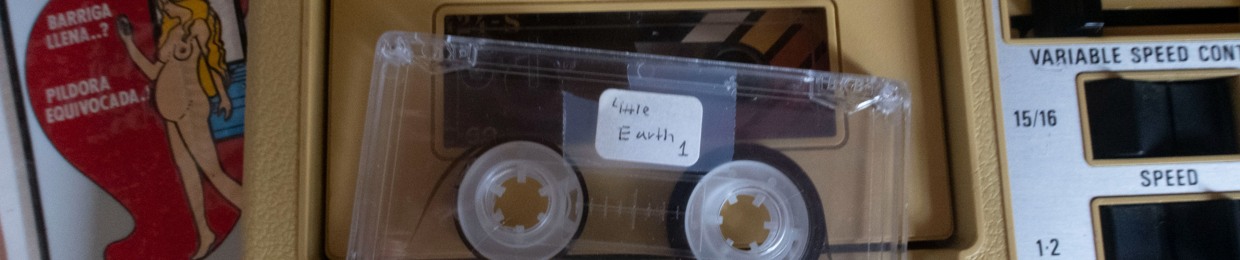 BARRIGA
LLENA..?
PILDORA
EQUIVOCADA.
Little
Earth
1
VARIABLE SPEED CONT
15/16
SPEED
1·2